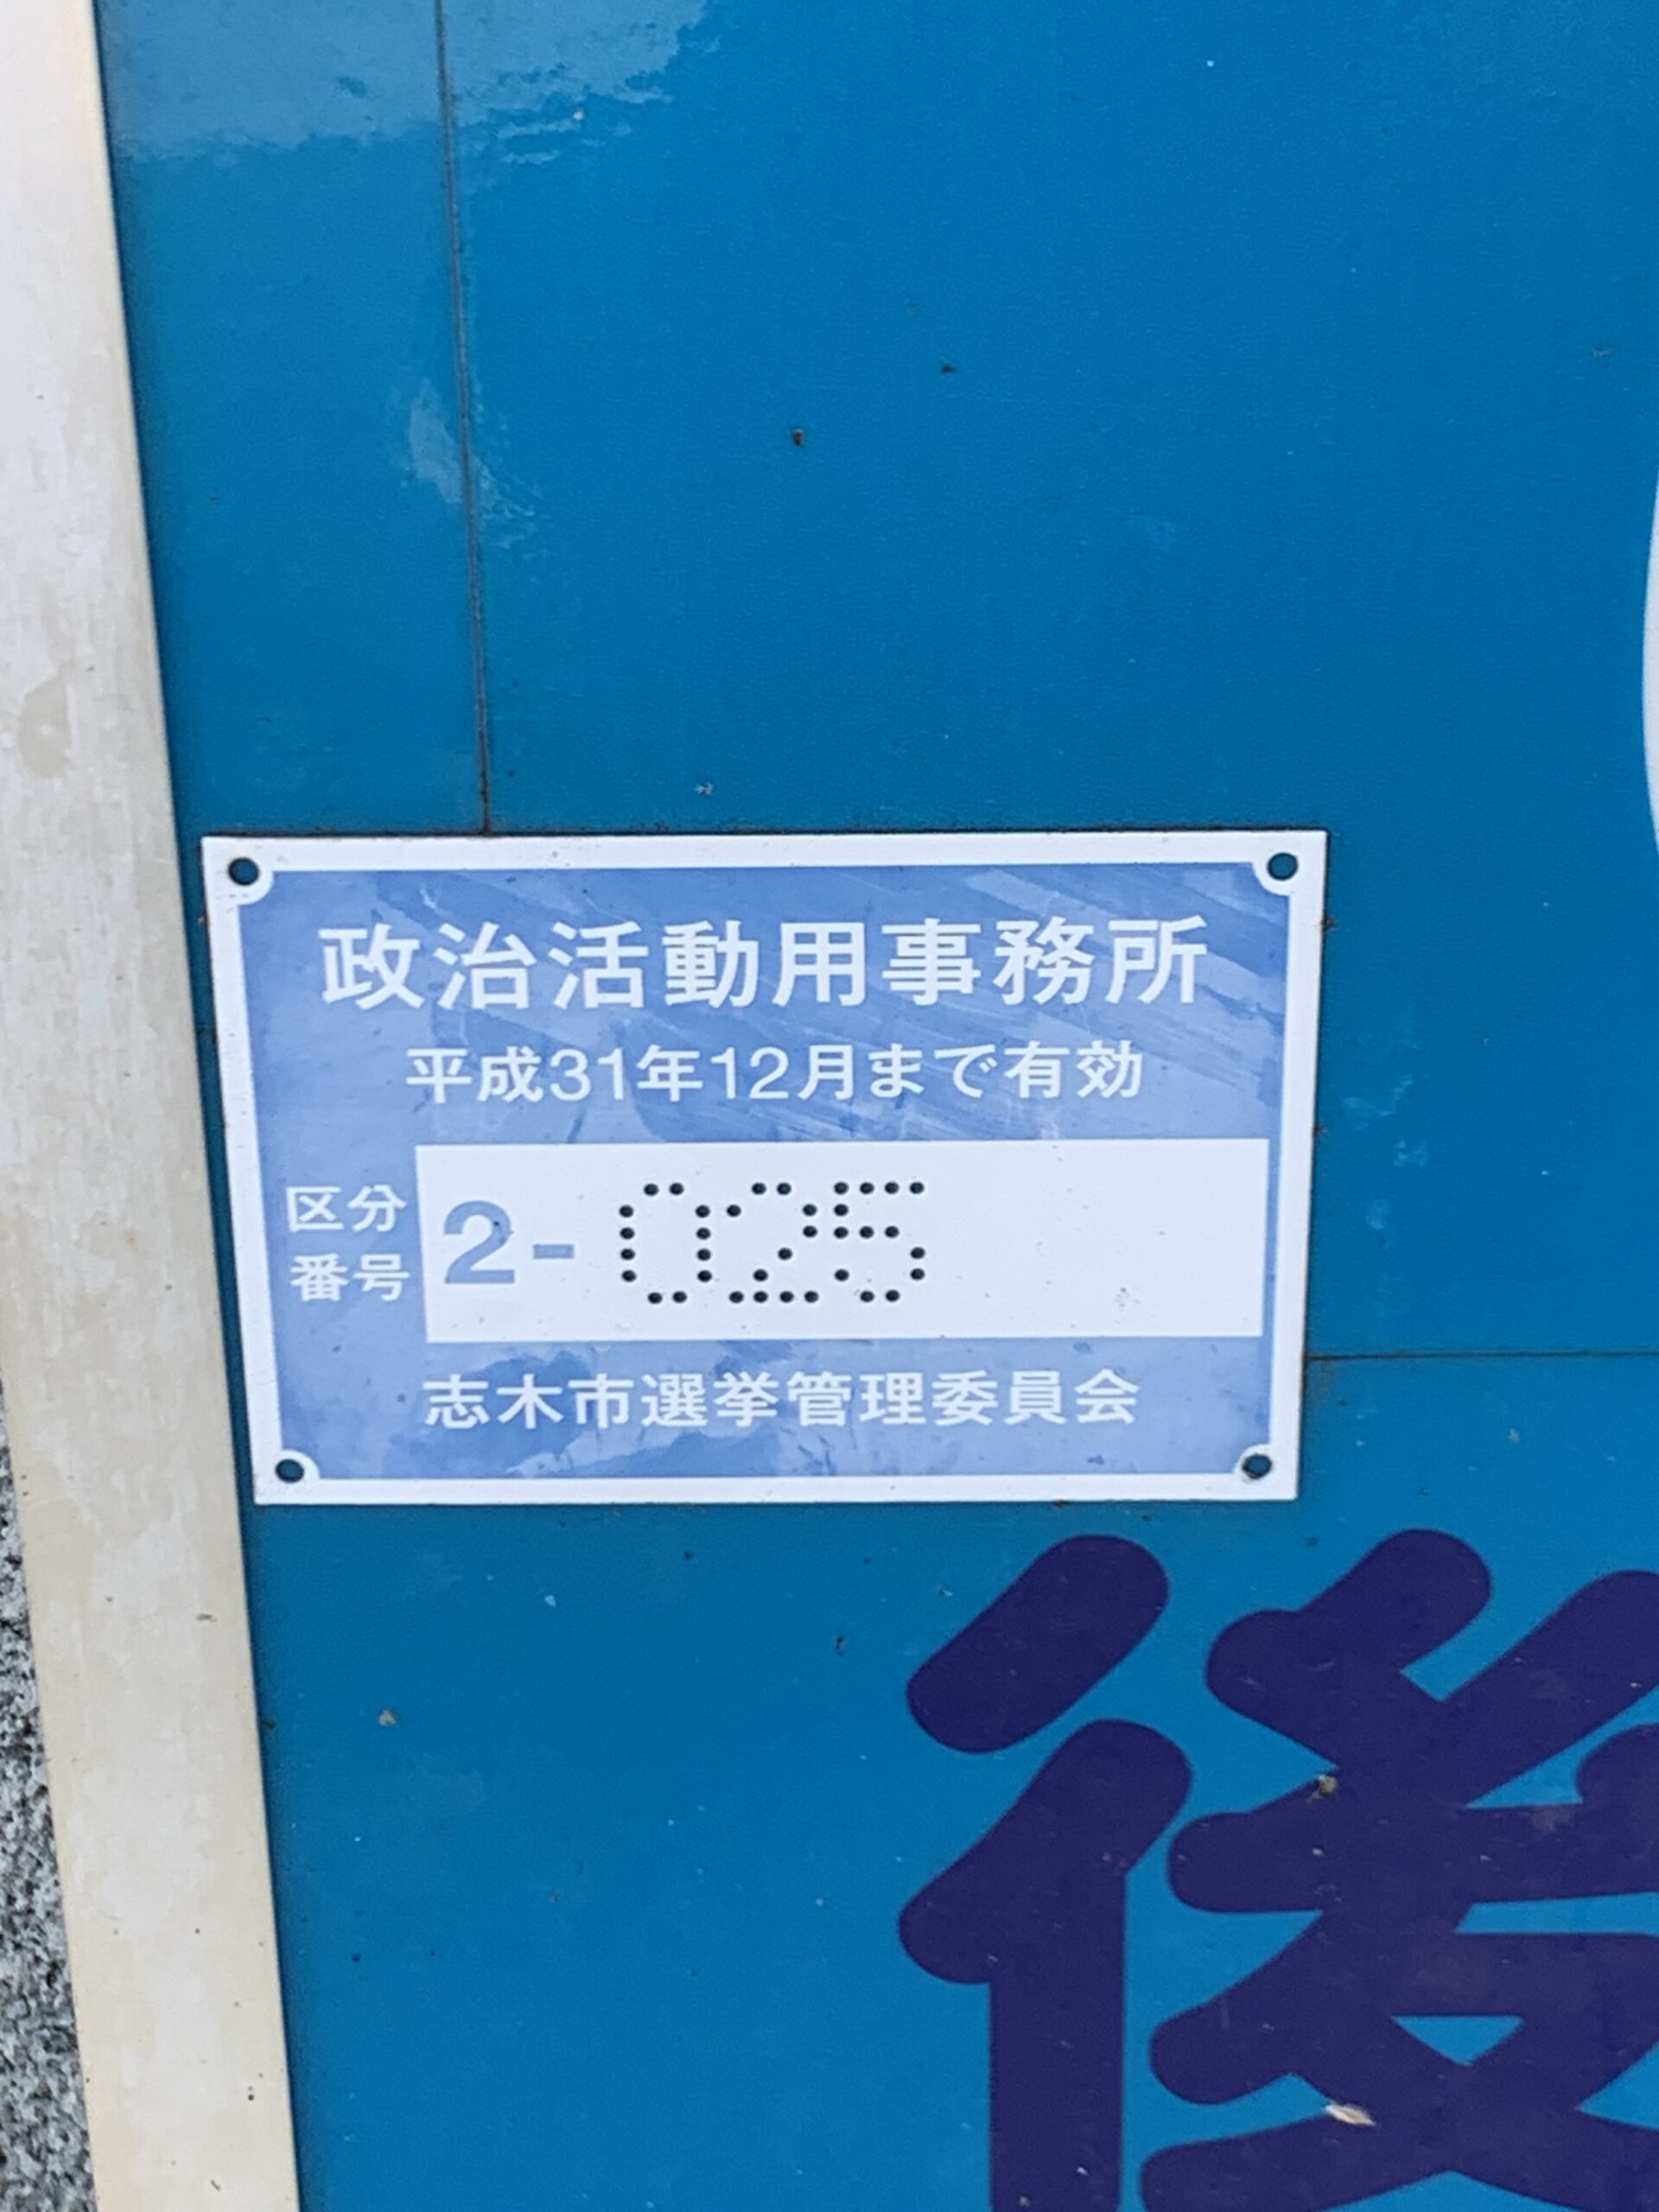 政治活動用事務所
平成31年12月まで有効
区分
番号
2-025
志木市選挙管理委員会
後